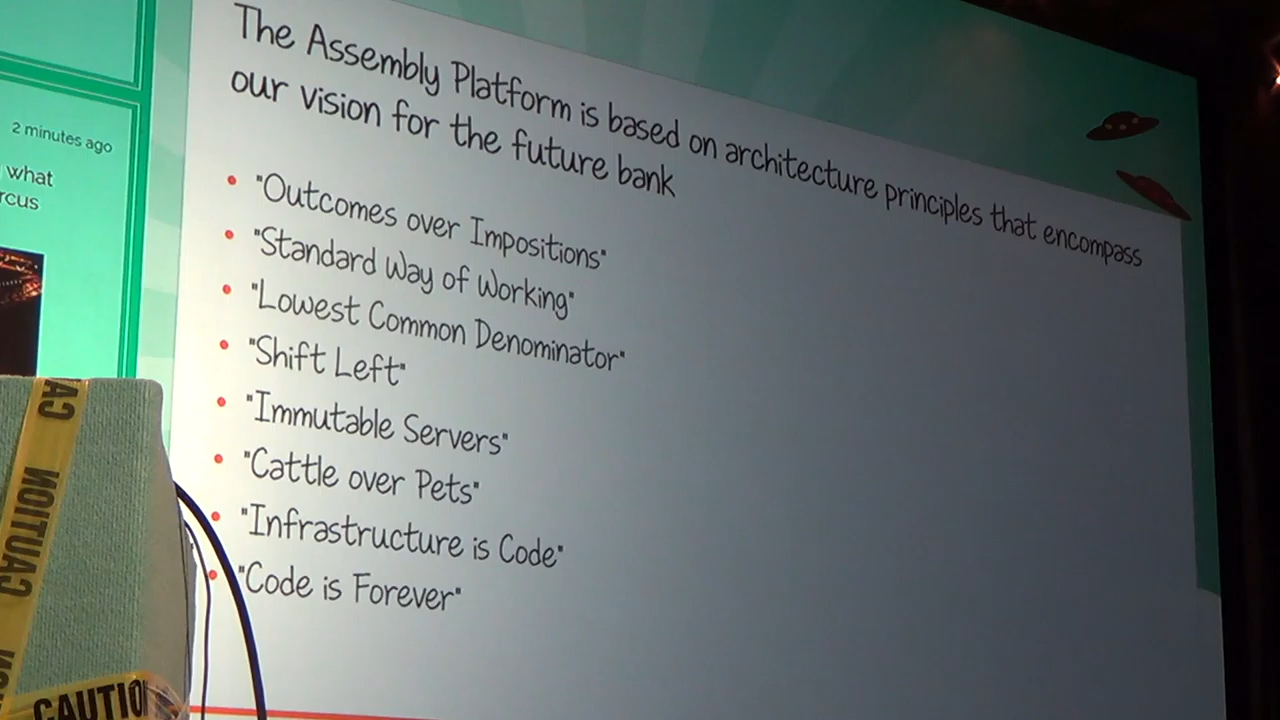 The Assembly Platform is based on architecture principles that encompass
our vision for the future bank
• "Outcomes over Impositions"
• "Standard Way of Working"
• "Lowest Common Denominator"
• "Shift Left"
• "Immutable Servers"
• "Cattle over Pets"
• "Infrastructure is Code"
• "Code is Forever"
2 minutes ago
what
rcus
CAUTION
CAUTIO